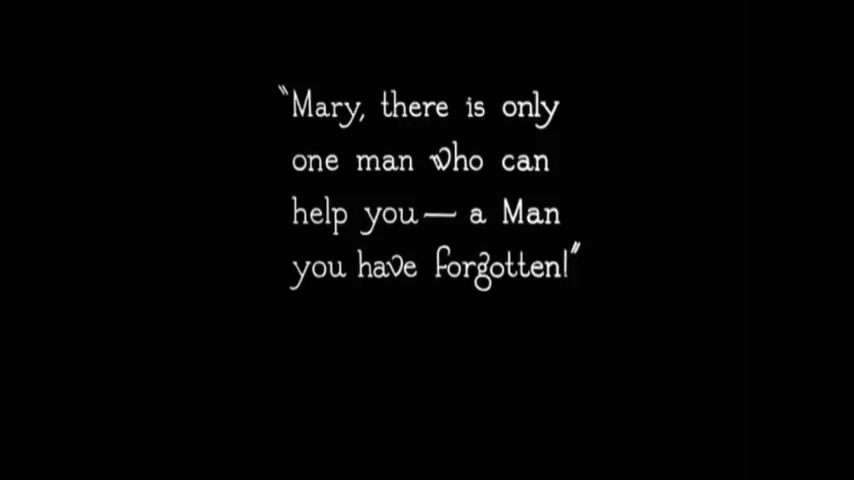 "Mary, there is only
one man who can
help you— a Man
you have forgotten!"